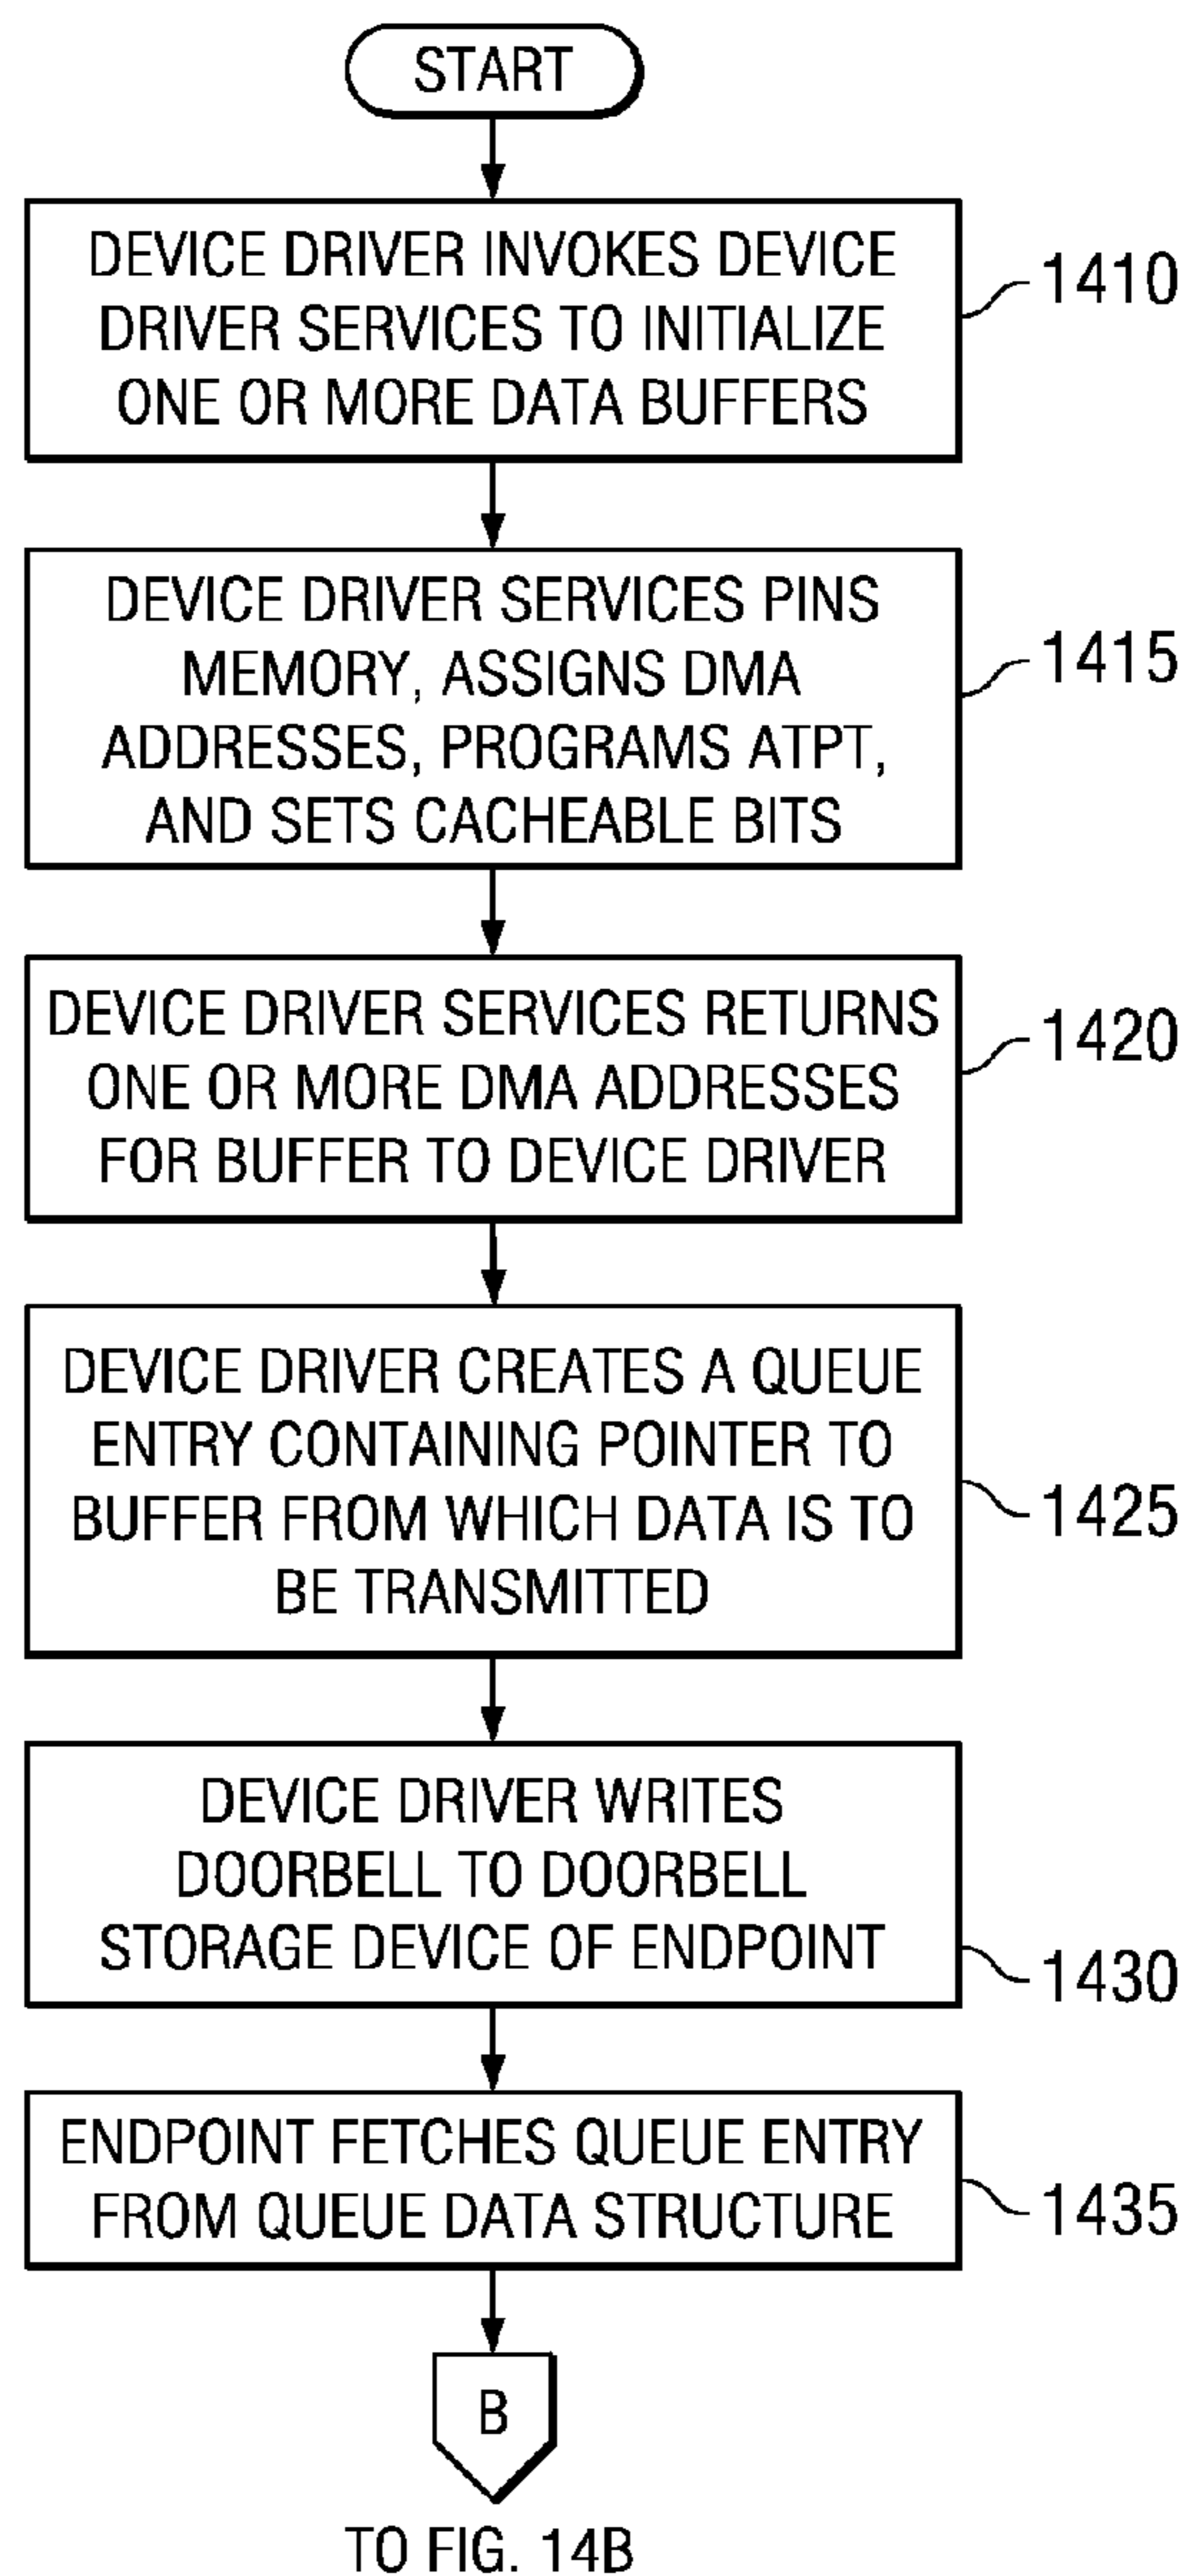 START
DEVICE DRIVER INVOKES DEVICE
DRIVER SERVICES TO INITIALIZE
ONE OR MORE DATA BUFFERS
1410
DEVICE DRIVER SERVICES PINS
MEMORY, ASSIGNS DMA
ADDRESSES, PROGRAMS ATPT,
AND SETS CACHEABLE BITS
1415
DEVICE DRIVER SERVICES RETURNS
ONE OR MORE DMA ADDRESSES
FOR BUFFER TO DEVICE DRIVER
1420
DEVICE DRIVER CREATES A QUEUE
ENTRY CONTAINING POINTER TO
BUFFER FROM WHICH DATA IS TO
BE TRANSMITTED
1425
DEVICE DRIVER WRITES
DOORBELL TO DOORBELL
STORAGE DEVICE OF ENDPOINT
1430
ENDPOINT FETCHES QUEUE ENTRY
FROM QUEUE DATA STRUCTURE
1435
B
TO FIG. 14B